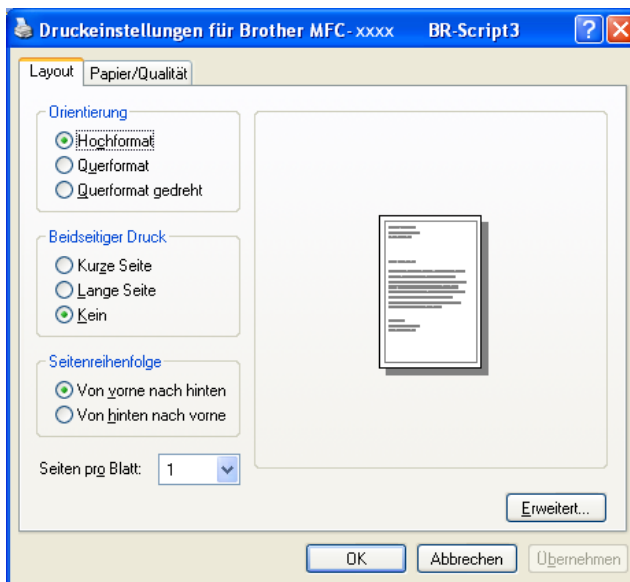 Druckeinstellungen für Brother MFC- xxxx BR-Script3
Layout
Papier/Qualität
Orientierung
Hochformat
Querformat
Querformat gedreht
Beidseitiger Druck
Kurze Seite
Lange Seite
Kein
Seitenreihenfolge
Von vorne nach hinten
Von hinten nach vorne
Seiten pro Blatt: 1
Erweitert...
OK
Abbrechen
Übernehmen